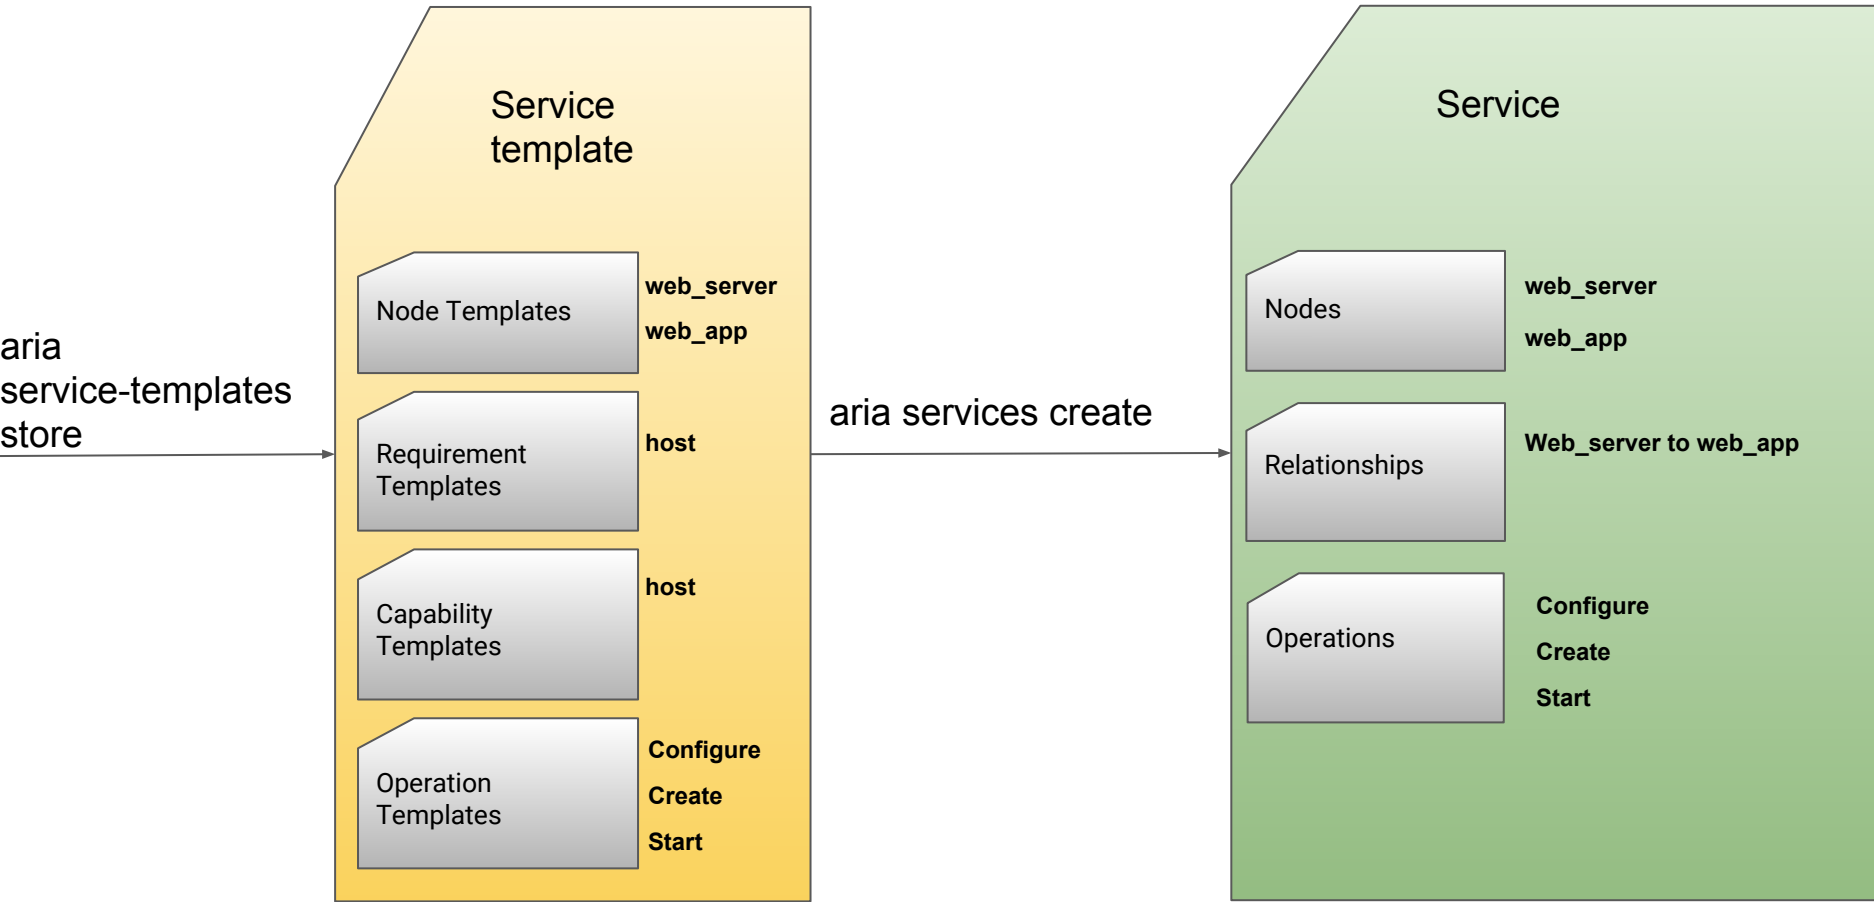 aria
service-templates
store
Service
template
Node Templates
web_server
web_app
Requirement
Templates
host
Capability
Templates
host
Operation
Templates
Configure
Create
Start
aria services create
Service
Nodes
web_server
web_app
Relationships
Web_server to web_app
Operations
Configure
Create
Start